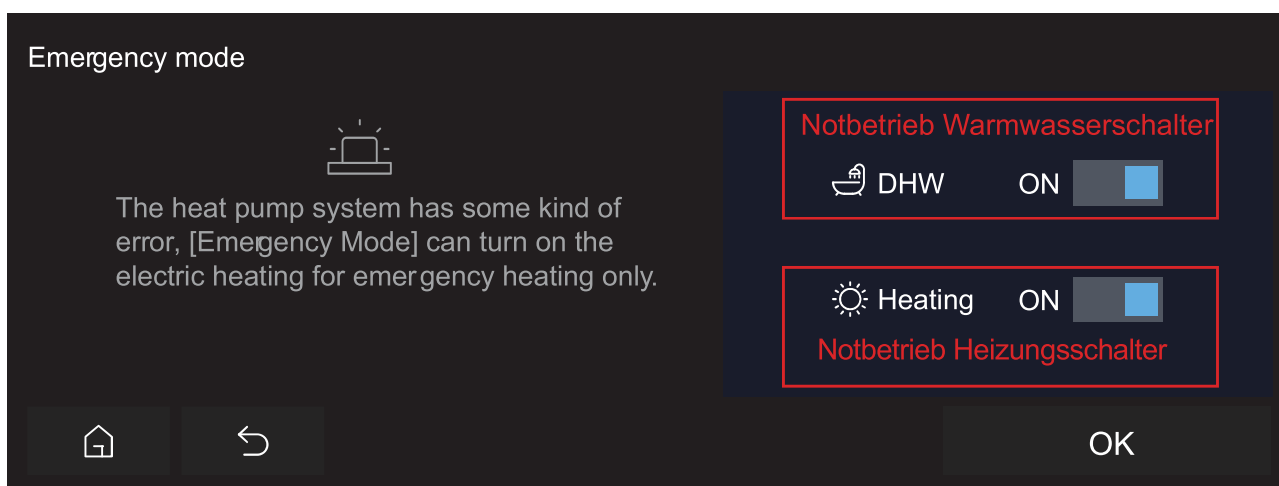 Emergency mode
The heat pump system has some kind of
error, [Emergency Mode] can turn on the
electric heating for emergency heating only.
Notbetrieb Warmwasserschalter
DHW ON
Heating ON
Notbetrieb Heizungsschalter
OK